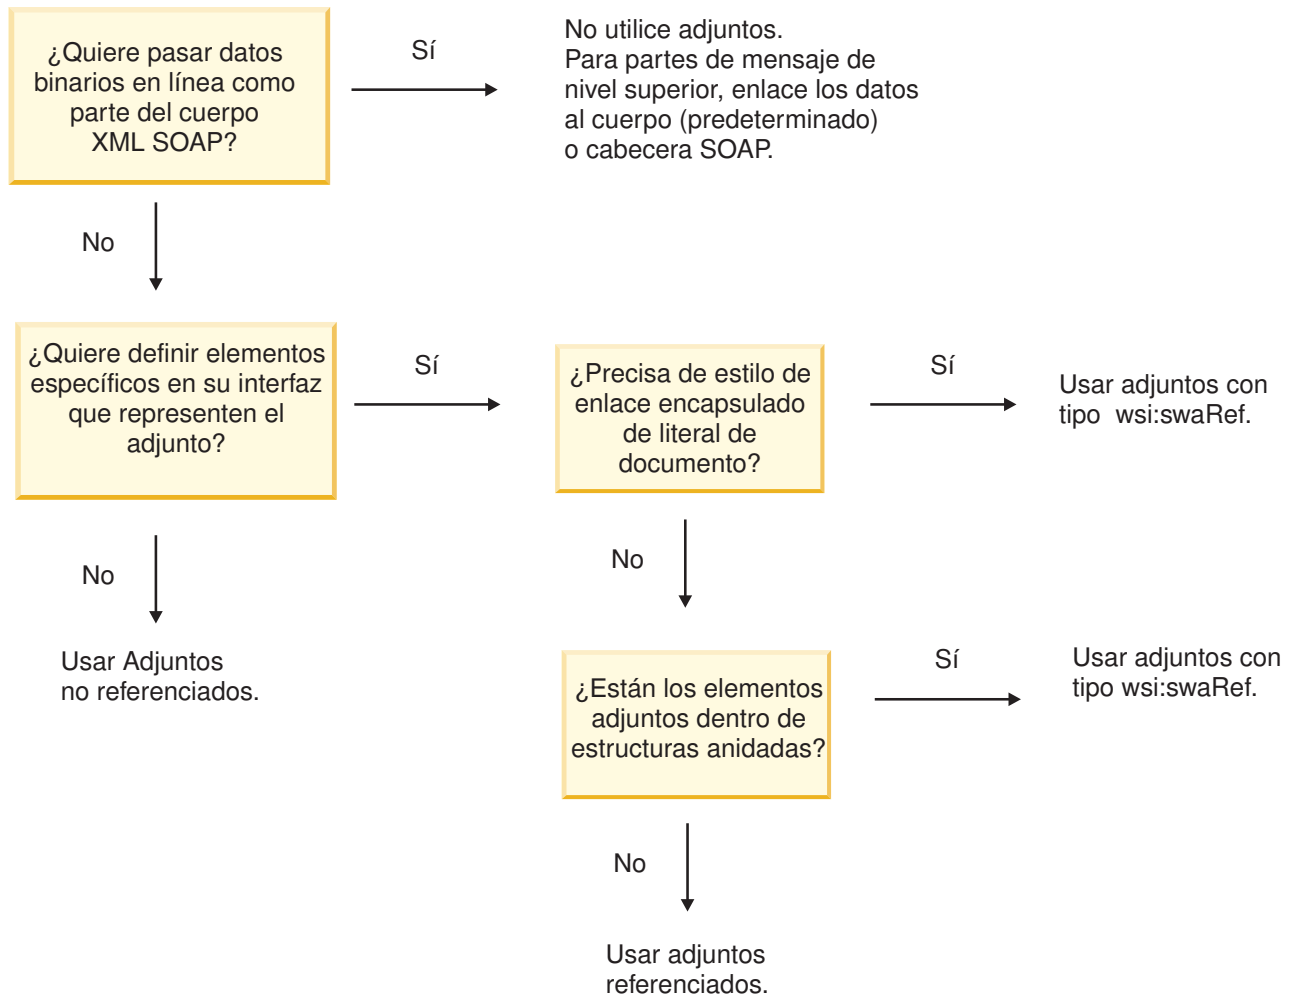 ¿Quiere pasar datos
binarios en línea como
parte del cuerpo
XML SOAP?
Sí
No utilice adjuntos.
Para partes de mensaje de
nivel superior, enlace los datos
al cuerpo (predeterminado)
o cabecera SOAP.
No
¿Quiere definir elementos
específicos en su interfaz
que representen el
adjunto?
Sí
¿Precisa de estilo de
enlace encapsulado
de literal de
documento?
Sí
Usar adjuntos con
tipo wsi:swaRef.
No
Usar Adjuntos
no referenciados.
No
¿Están los elementos
adjuntos dentro de
estructuras anidadas?
Sí
Usar adjuntos con
tipo wsi:swaRef.
No
Usar adjuntos
referenciados.